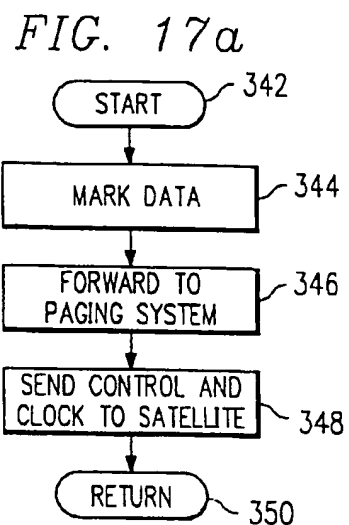 FIG. 17a
START 342
MARK DATA 344
FORWARD TO
PAGING SYSTEM 346
SEND CONTROL AND
CLOCK TO SATELLITE 348
RETURN 350